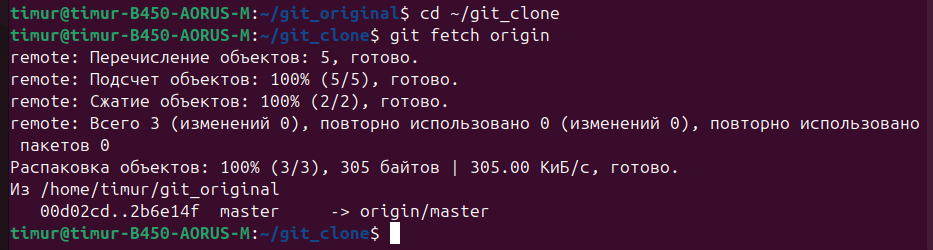 timur@timur-B450-AORUS-M:~/git_original$ cd ~/git_clone
timur@timur-B450-AORUS-M:~/git_clone$ git fetch origin
remote: Перечисление объектов: 5, готово.
remote: Подсчет объектов: 100% (5/5), готово.
remote: Сжатие объектов: 100% (2/2), готово.
remote: Всего 3 (изменений 0), повторно использовано 0 (изменений 0), повторно использовано
 пакетов 0
Распаковка объектов: 100% (3/3), 305 байтов | 305.00 КиБ/с, готово.
Из /home/timur/git_original
   00d02cd..2b6e14f  master     -> origin/master
timur@timur-B450-AORUS-M:~/git_clone$